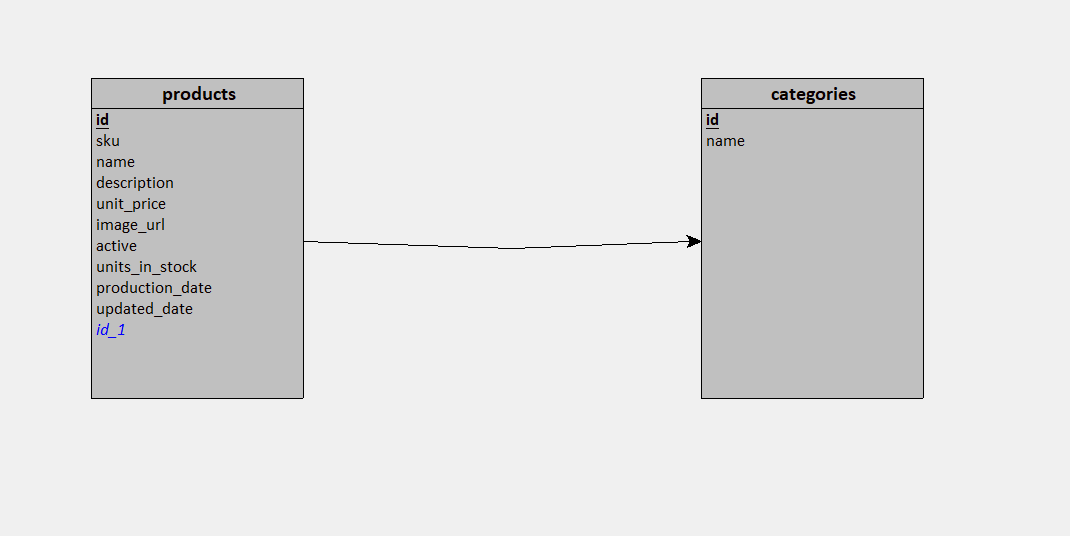 products
id
sku
name
description
unit_price
image_url
active
units_in_stock
production_date
updated_date
id_1
categories
id
name